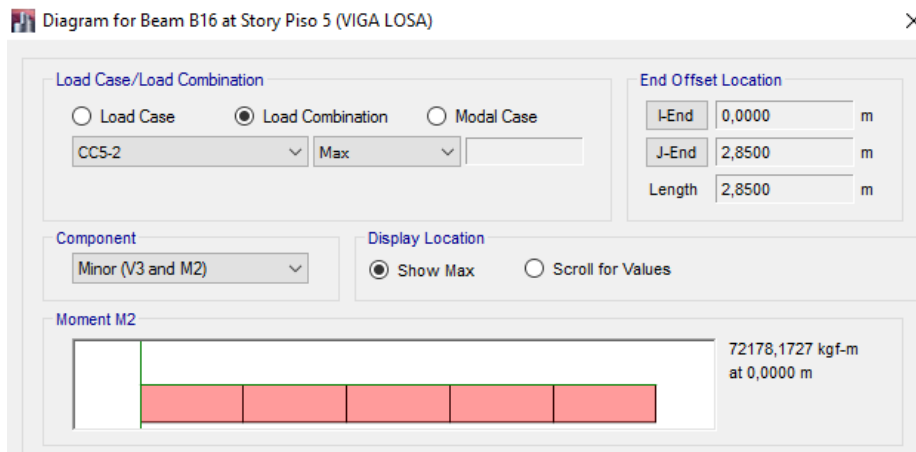 Diagram for Beam B16 at Story Piso 5 (VIGA LOSA)
Load Case/Load Combination
Load Case Load Combination Modal Case
CC5-2 Max
End Offset Location
I-End 0,0000 m
J-End 2,8500 m
Length 2,8500 m
Component
Minor (V3 and M2)
Display Location
Show Max Scroll for Values
Moment M2
72178,1727 kgf-m
at 0,0000 m